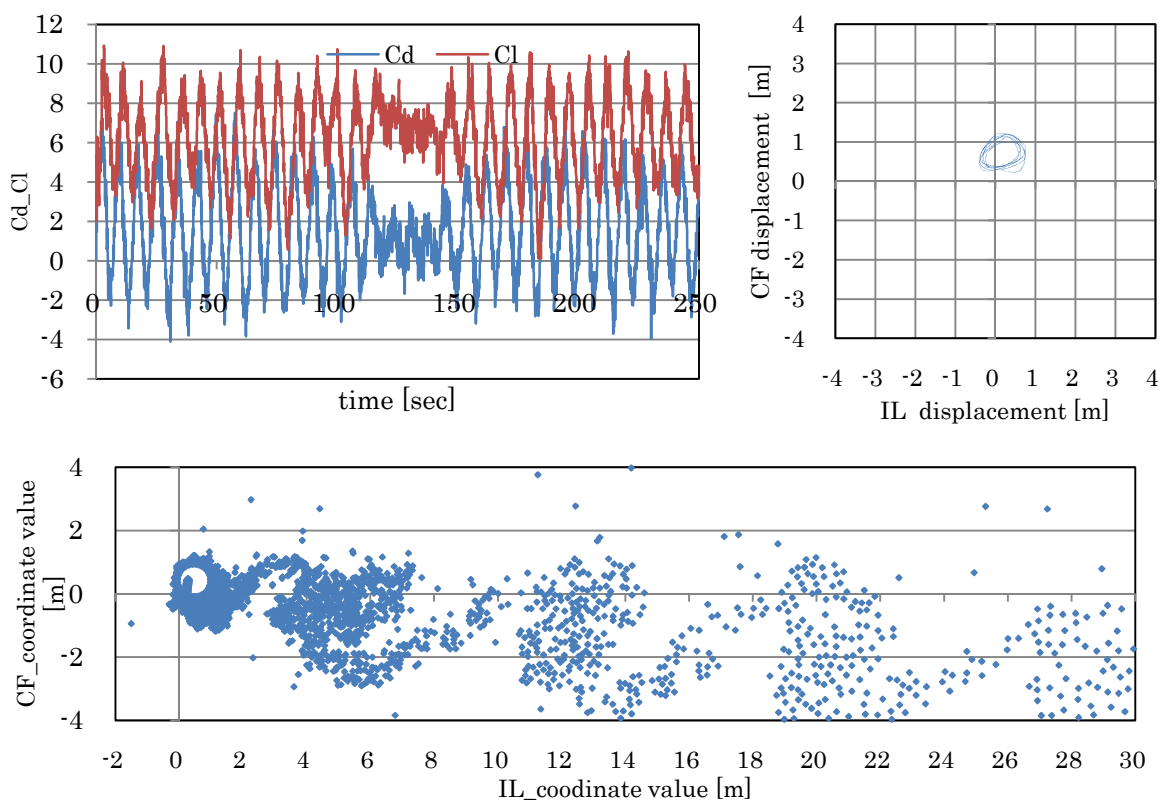 12
10
8
6
4
2
0
-2
-4
-6
Cd_Cl
Cd Cl
0 50 100 150 200 250
time [sec]
4
3
2
1
0
-1
-2
-3
-4
CF displacement [m]
-4 -3 -2 -1 0 1 2 3 4
IL displacement [m]
4
2
0
-2
-4
CF_coordinate value
[m]
-2 0 2 4 6 8 10 12 14 16 18 20 22 24 26 28 30
IL_coodinate value [m]